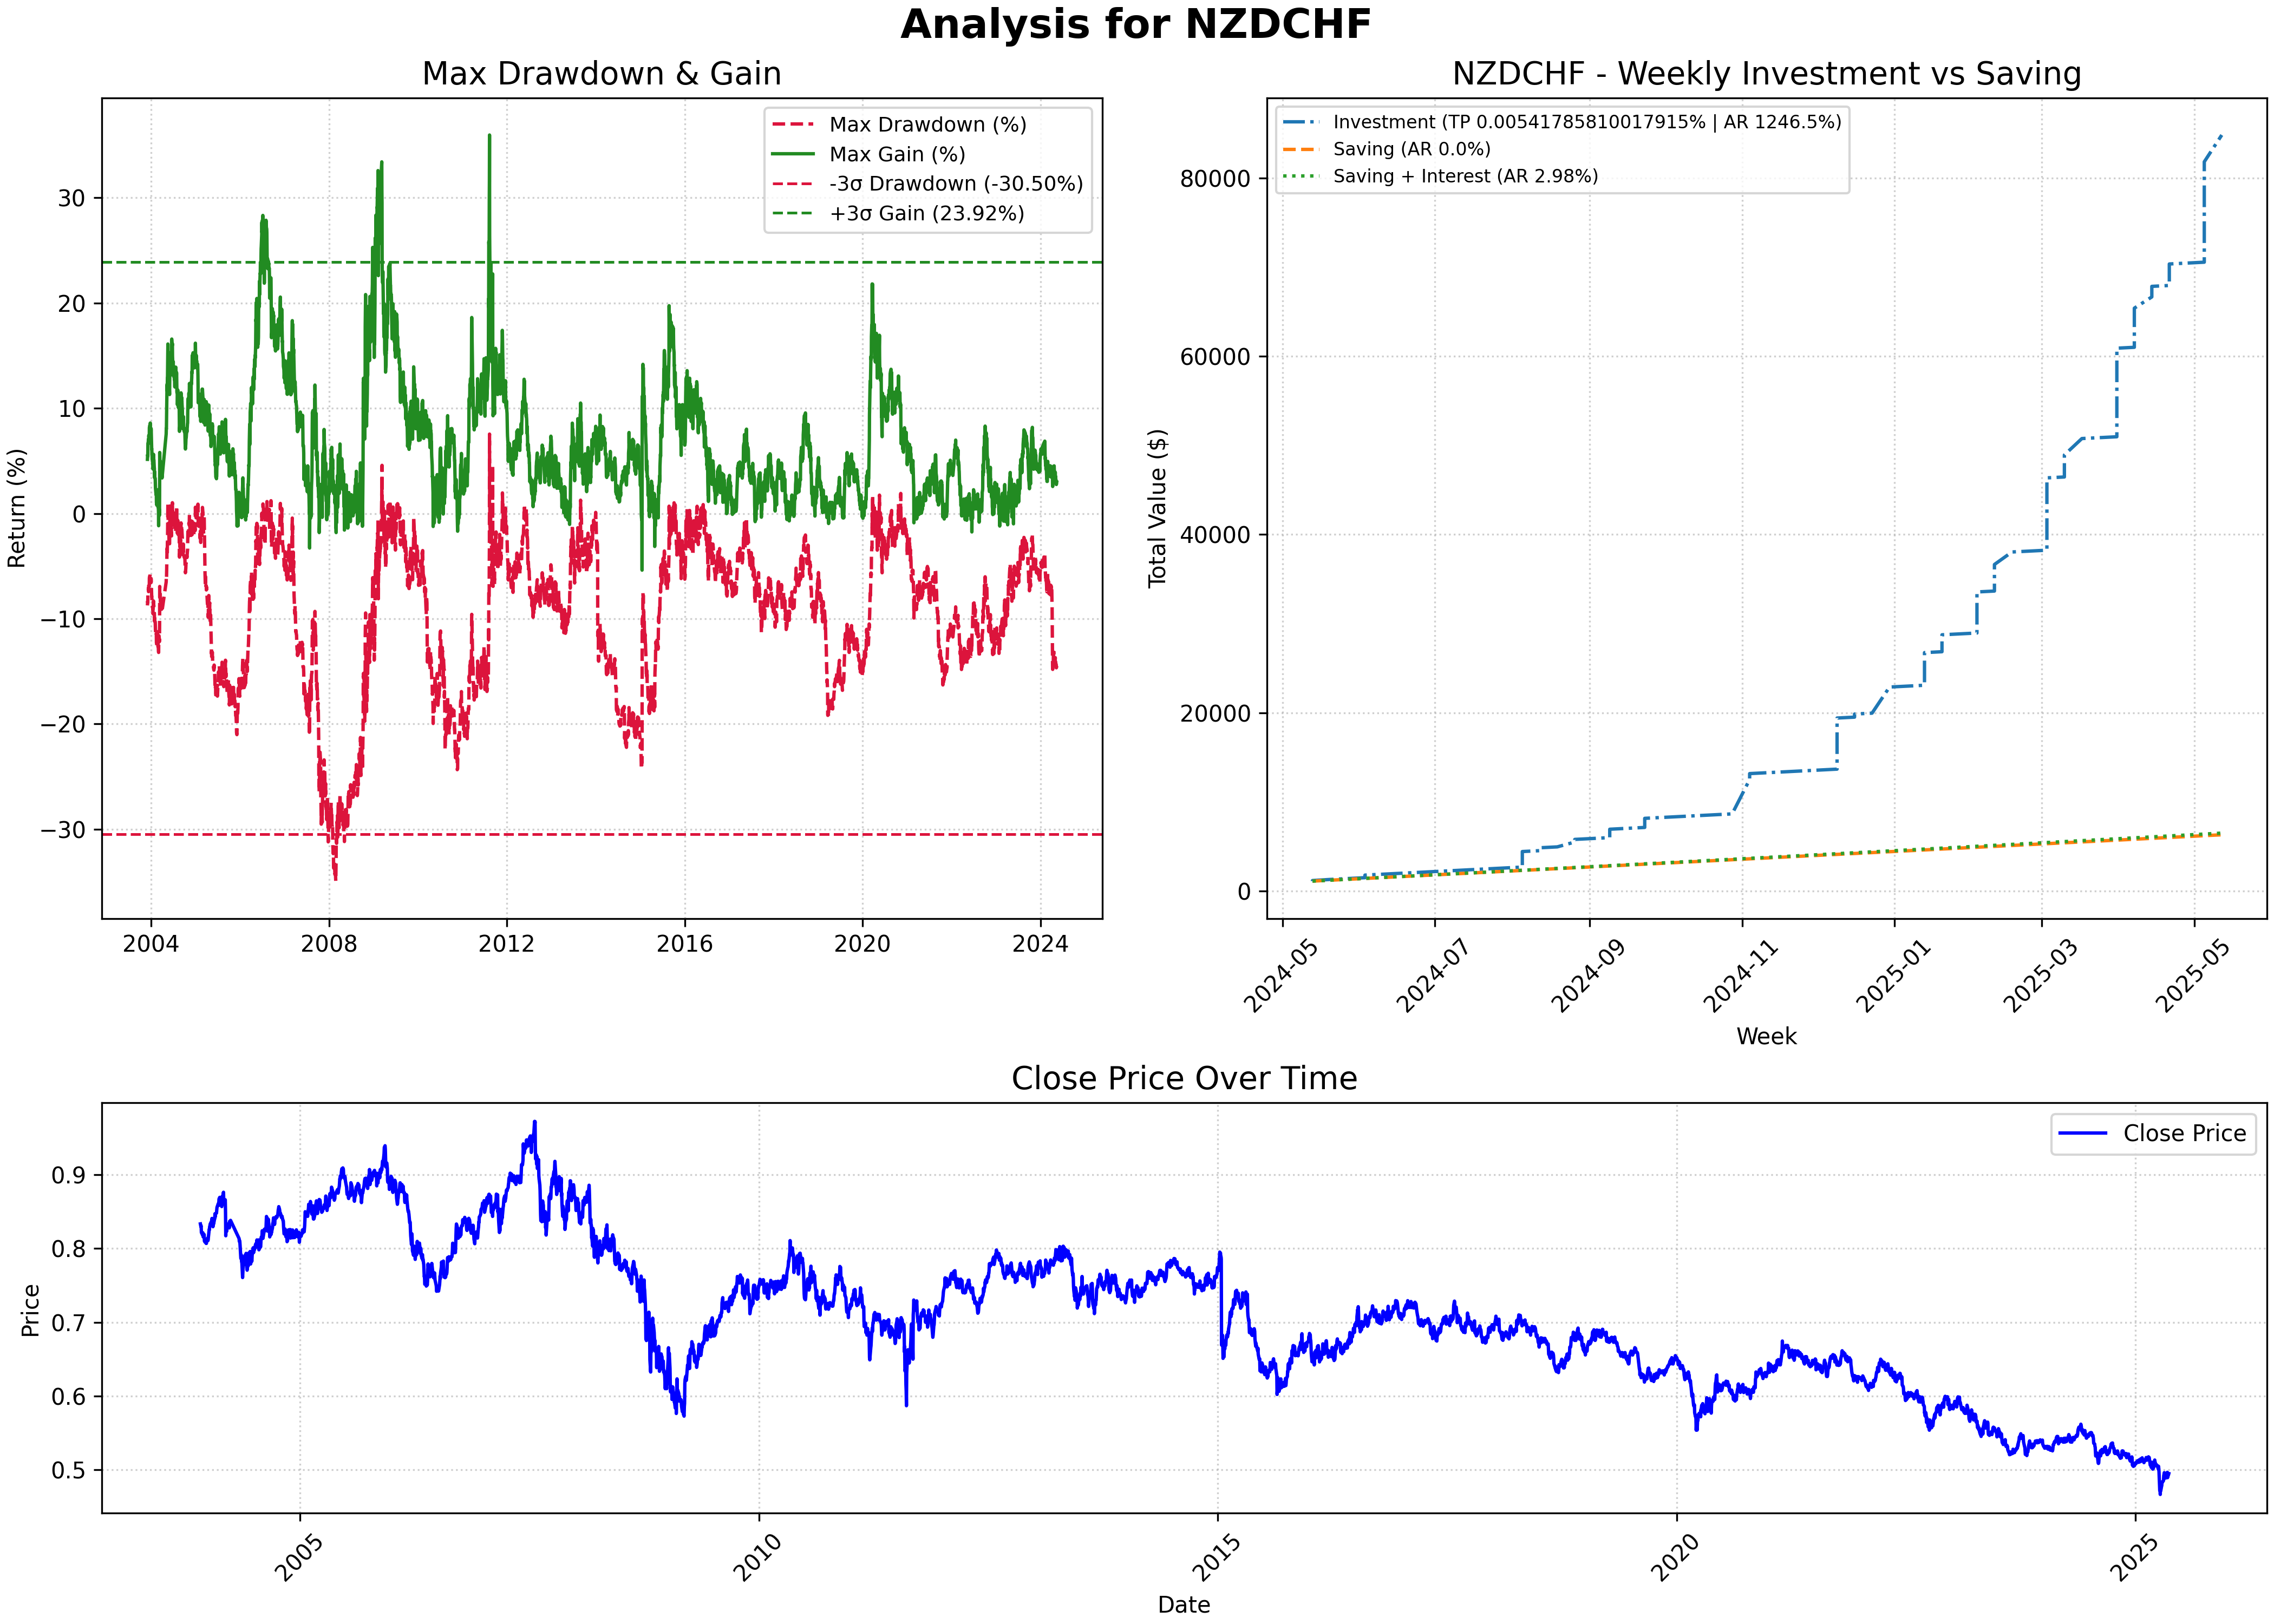 Analysis for NZDCHF
Max Drawdown & Gain
Max Drawdown (%)
Max Gain (%)
-3σ Drawdown (-30.50%)
+3σ Gain (23.92%)
Return (%)
30
20
10
0
−10
−20
−30
2004
2008
2012
2016
2020
2024
NZDCHF - Weekly Investment vs Saving
Investment (TP 0.00541785810017915% | AR 1246.5%)
Saving (AR 0.0%)
Saving + Interest (AR 2.98%)
Total Value ($)
80000
60000
40000
20000
0
2024-05
2024-07
2024-09
2024-11
2025-01
2025-03
2025-05
Week
Close Price Over Time
Close Price
Price
0.9
0.8
0.7
0.6
0.5
2005
2010
2015
2020
2025
Date